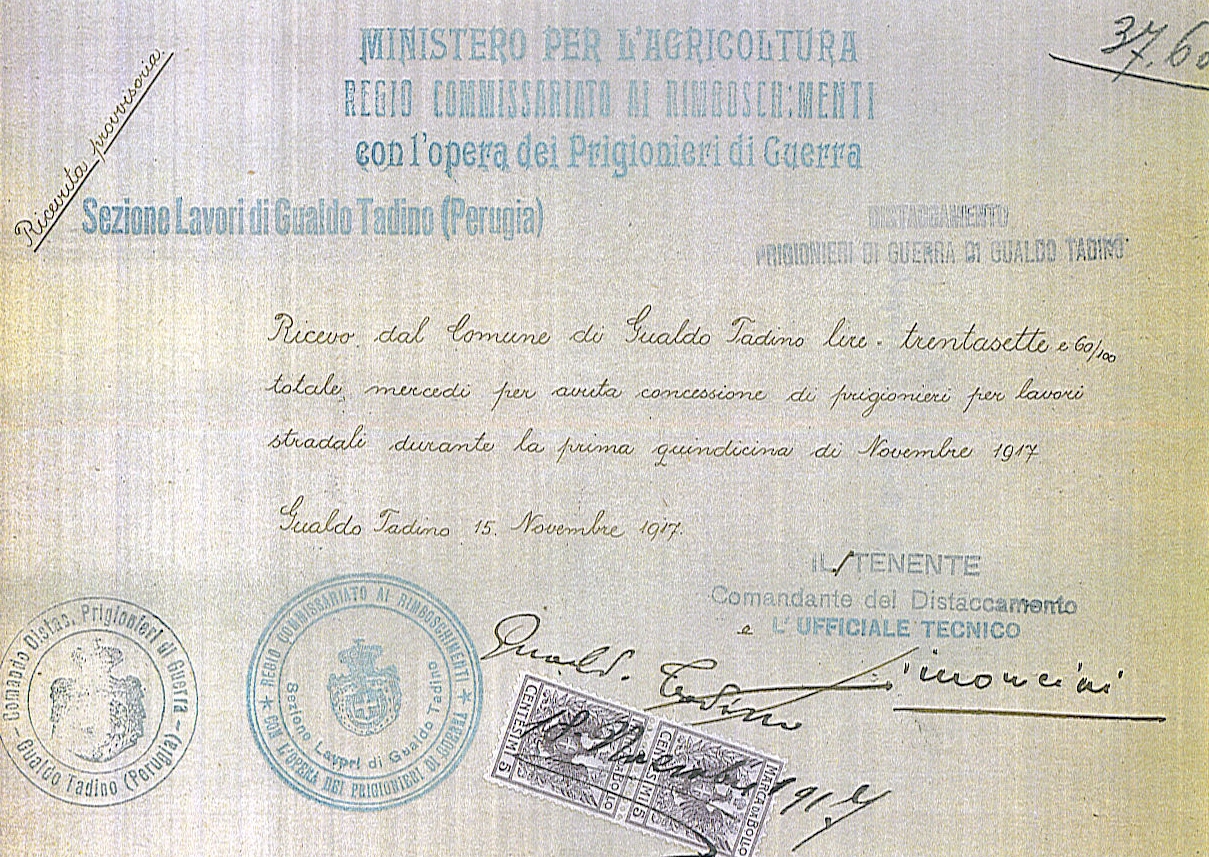 Ricevuta provvisoria.
37.60
MINISTERO PER L'AGRICOLTURA
REGIO COMMISSARIATO AI RIMBOSCHIMENTI
con l'opera dei Prigionieri di Guerra
Sezione Lavori di Gualdo Tadino (Perugia)
DISTACCAMENTO
PRIGIONIERI DI GUERRA DI GUALDO TADINO
Ricevo dal Comune di Gualdo Tadino lire - trentasette e 60/100
totale mercedi per avuta concessione di prigionieri per lavori
stradali durante la prima quindicina di Novembre 1917
Gualdo Tadino 15. Novembre 1917.
IL TENENTE
Comandante del Distaccamento
e L'UFFICIALE TECNICO
Simoncini
Comando Distac. Prigionieri di Guerra
- Gualdo Tadino (Perugia) -
* REGIO COMMISSARIATO AI RIMBOSCHIMENTI *
CON L'OPERA DEI PRIGIONIERI DI GUERRA
Sezione Lavori di Gualdo Tadino
Gualdo Tadino
Novembre 1917
CENTESIMI 5
CENTESIMI 5
MARCA DA BOLLO